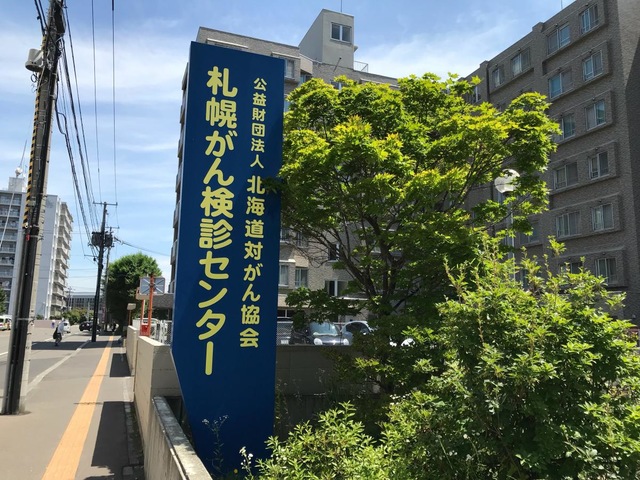 公益財団法人 北海道対がん協会
札幌がん検診センター